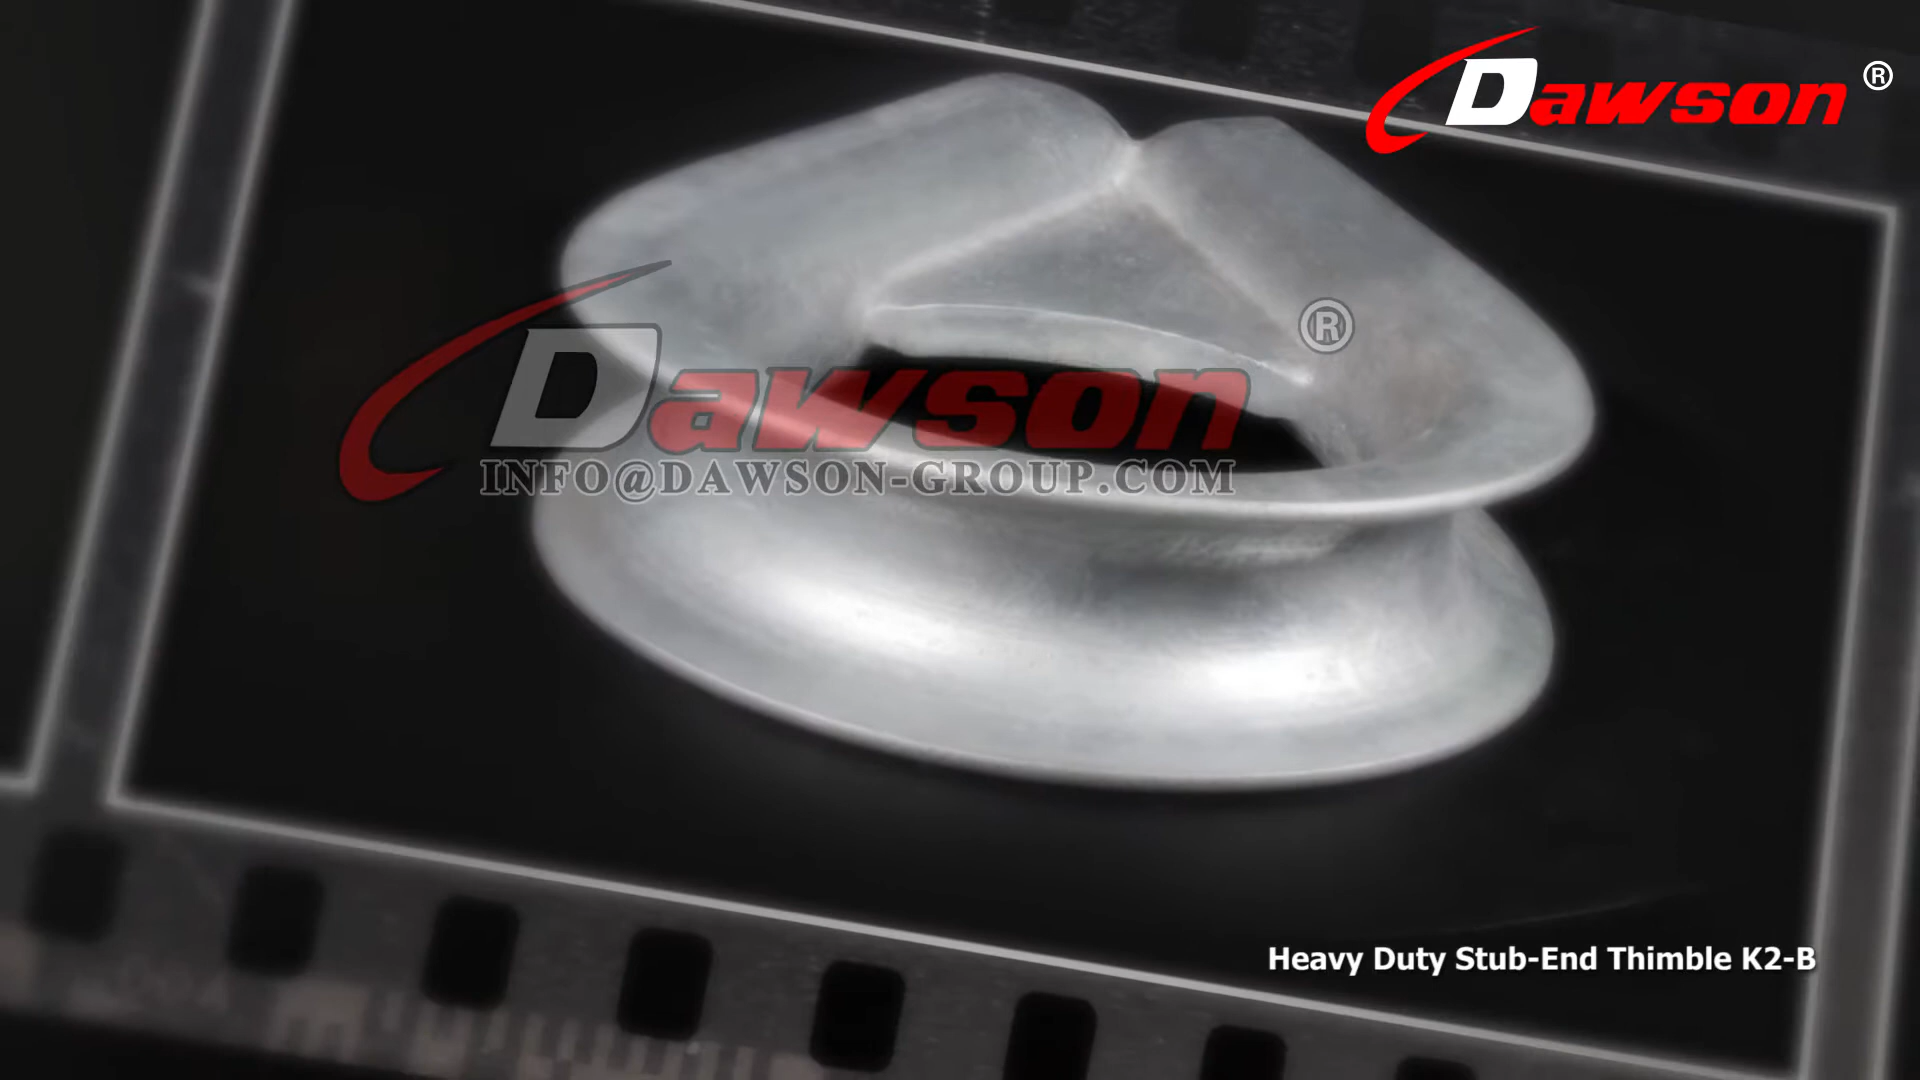 Dawson ®
Dawson ®
INFO@DAWSON-GROUP.COM
Heavy Duty Stub-End Thimble K2-B